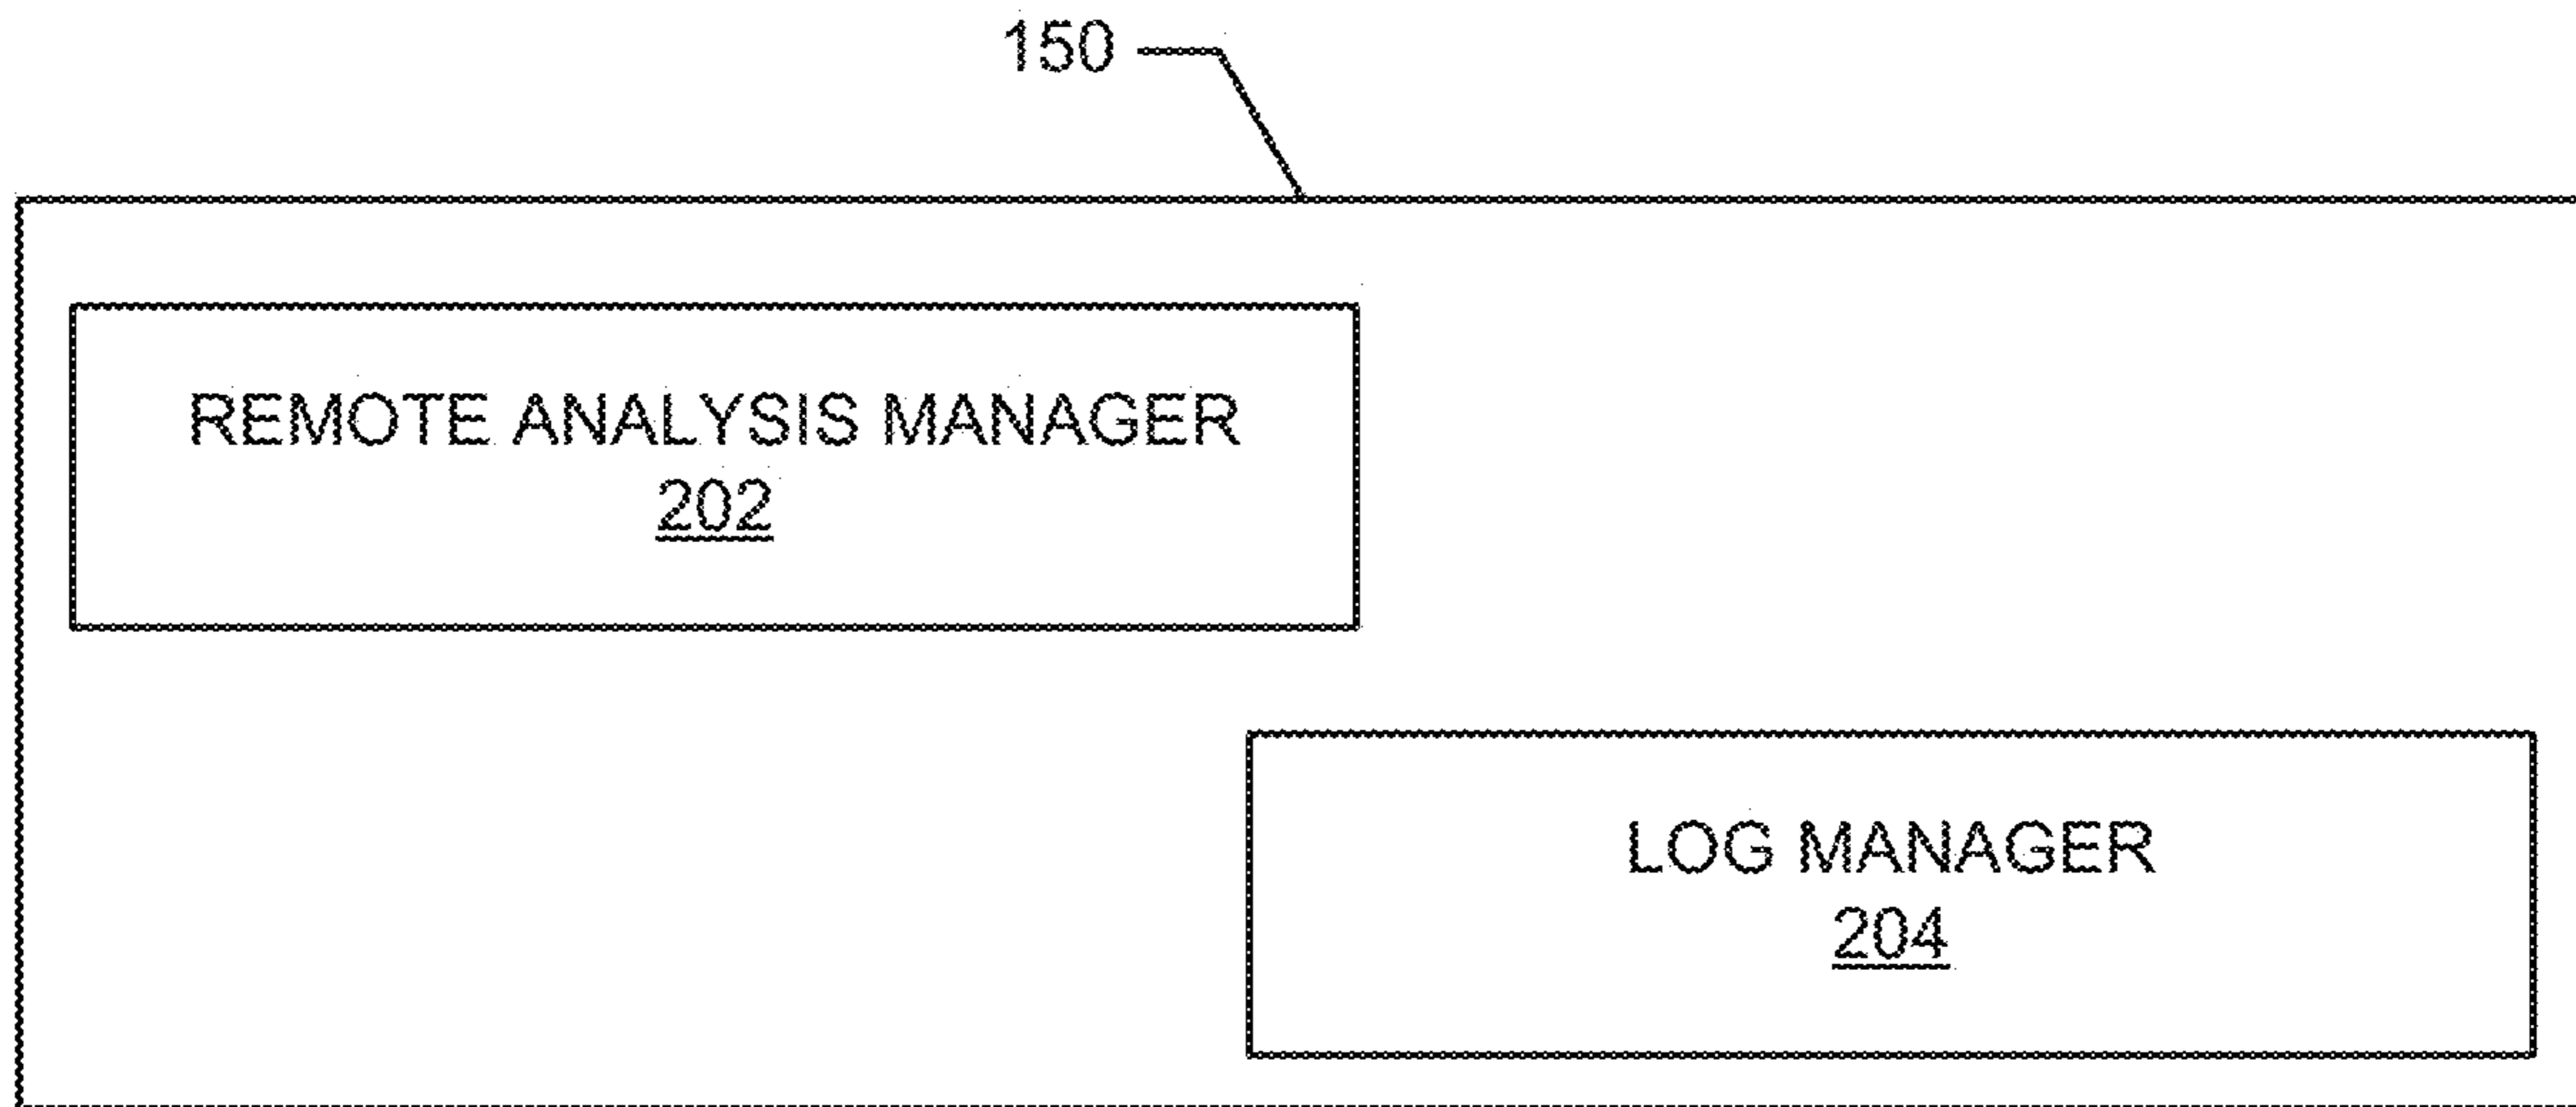 150
REMOTE ANALYSIS MANAGER
202
LOG MANAGER
204